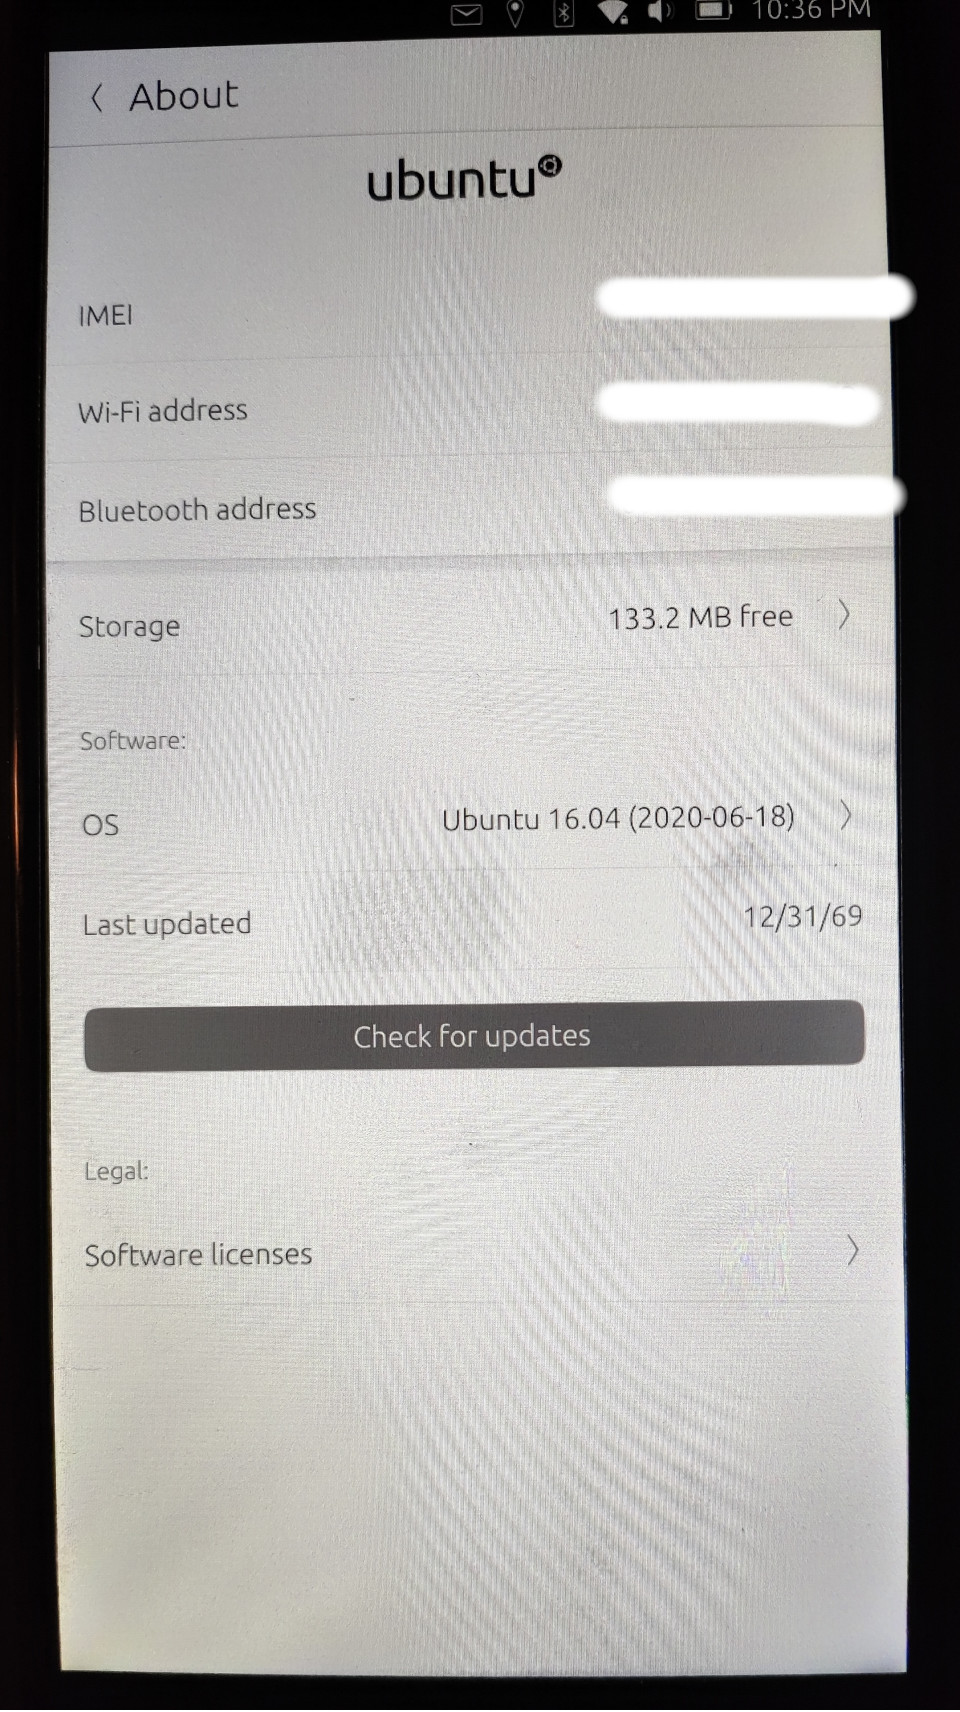 10:36 PM
About
ubuntu
IMEI
Wi-Fi address
Bluetooth address
Storage 133.2 MB free
Software:
OS Ubuntu 16.04 (2020-06-18)
Last updated 12/31/69
Check for updates
Legal:
Software licenses